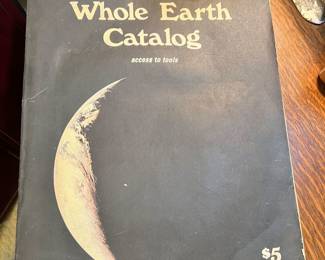 Whole Earth
Catalog
access to tools
$5